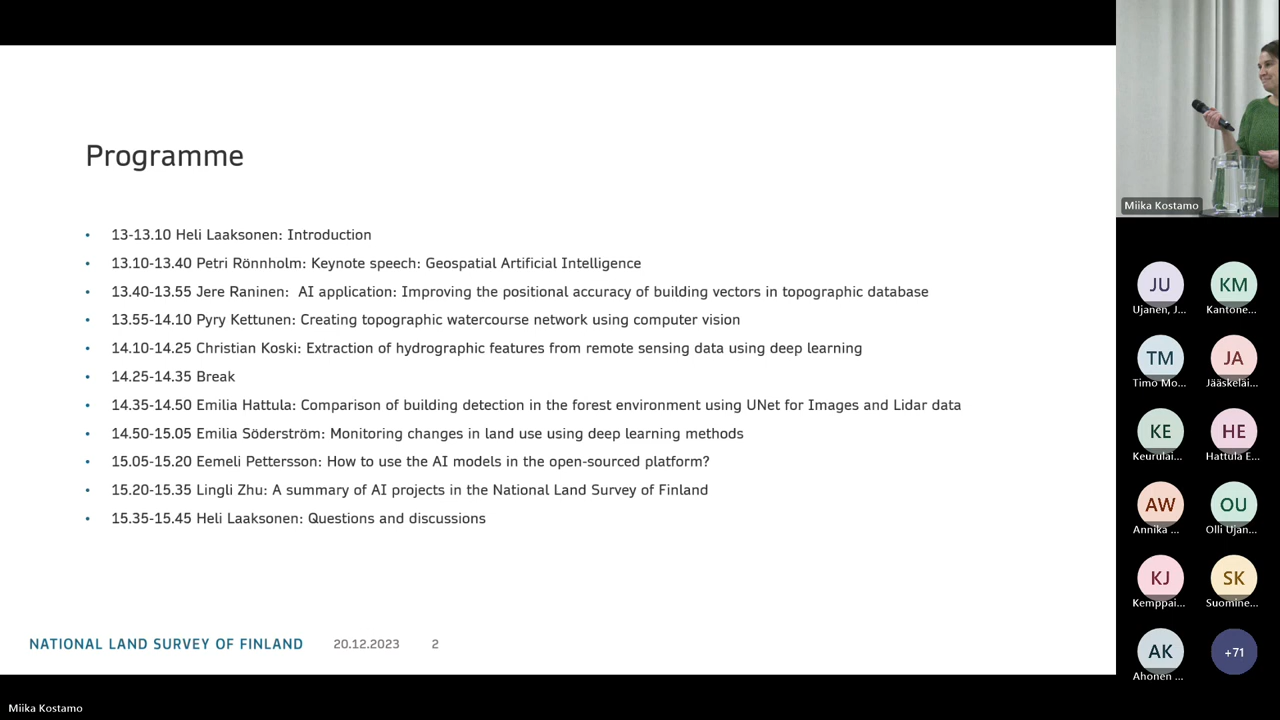 Programme
• 13-13.10 Heli Laaksonen: Introduction
• 13.10-13.40 Petri Rönnholm: Keynote speech: Geospatial Artificial Intelligence
• 13.40-13.55 Jere Raninen:  AI application: Improving the positional accuracy of building vectors in topographic database
• 13.55-14.10 Pyry Kettunen: Creating topographic watercourse network using computer vision
• 14.10-14.25 Christian Koski: Extraction of hydrographic features from remote sensing data using deep learning
• 14.25-14.35 Break
• 14.35-14.50 Emilia Hattula: Comparison of building detection in the forest environment using UNet for Images and Lidar data
• 14.50-15.05 Emilia Söderström: Monitoring changes in land use using deep learning methods
• 15.05-15.20 Eemeli Pettersson: How to use the AI models in the open-sourced platform?
• 15.20-15.35 Lingli Zhu: A summary of AI projects in the National Land Survey of Finland
• 15.35-15.45 Heli Laaksonen: Questions and discussions
NATIONAL LAND SURVEY OF FINLAND 20.12.2023 2
Miika Kostamo
Miika Kostamo
JU KM
Ujanen, J... Kantone...
TM JA
Timo Mo... Jääskeläi...
KE HE
Keurulai... Hattula E...
AW OU
Annika ... Olli Ujan...
KJ SK
Kemppai... Suomine...
AK +71
Ahonen ...